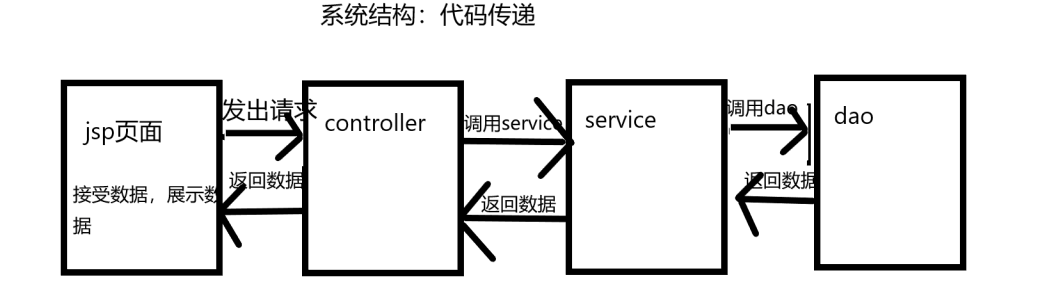 系统结构：代码传递
发出请求
jsp页面
controller
调用service
service
调用dao
dao
接受数据，展示数
据
返回数据
返回数据
返回数据